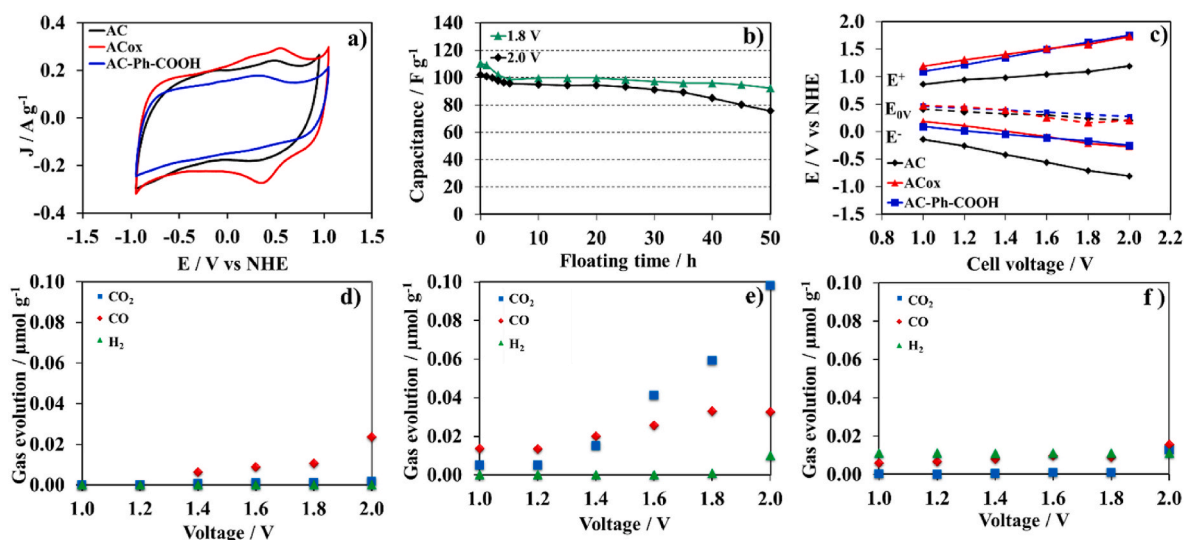 a)
AC
ACox
AC-Ph-COOH
J / A g⁻¹
0.4
0.2
0.0
-0.2
-0.4
-1.5 -1.0 -0.5 0.0 0.5 1.0 1.5
E / V vs NHE
b)
1.8 V
2.0 V
Capacitance / F g⁻¹
140
120
100
80
60
40
20
0
0 10 20 30 40 50
Floating time / h
c)
E⁺
E₀ᵥ
E⁻
AC
ACox
AC-Ph-COOH
E / V vs NHE
2.0
1.5
1.0
0.5
0.0
-0.5
-1.0
-1.5
0.8 1.0 1.2 1.4 1.6 1.8 2.0 2.2
Cell voltage / V
d)
CO₂
CO
H₂
Gas evolution / μmol g⁻¹
0.10
0.08
0.06
0.04
0.02
0.00
1.0 1.2 1.4 1.6 1.8 2.0
Voltage / V
e)
CO₂
CO
H₂
Gas evolution / μmol g⁻¹
0.10
0.08
0.06
0.04
0.02
0.00
1.0 1.2 1.4 1.6 1.8 2.0
Voltage / V
f )
CO₂
CO
H₂
Gas evolution / μmol g⁻¹
0.10
0.08
0.06
0.04
0.02
0.00
1.0 1.2 1.4 1.6 1.8 2.0
Voltage / V